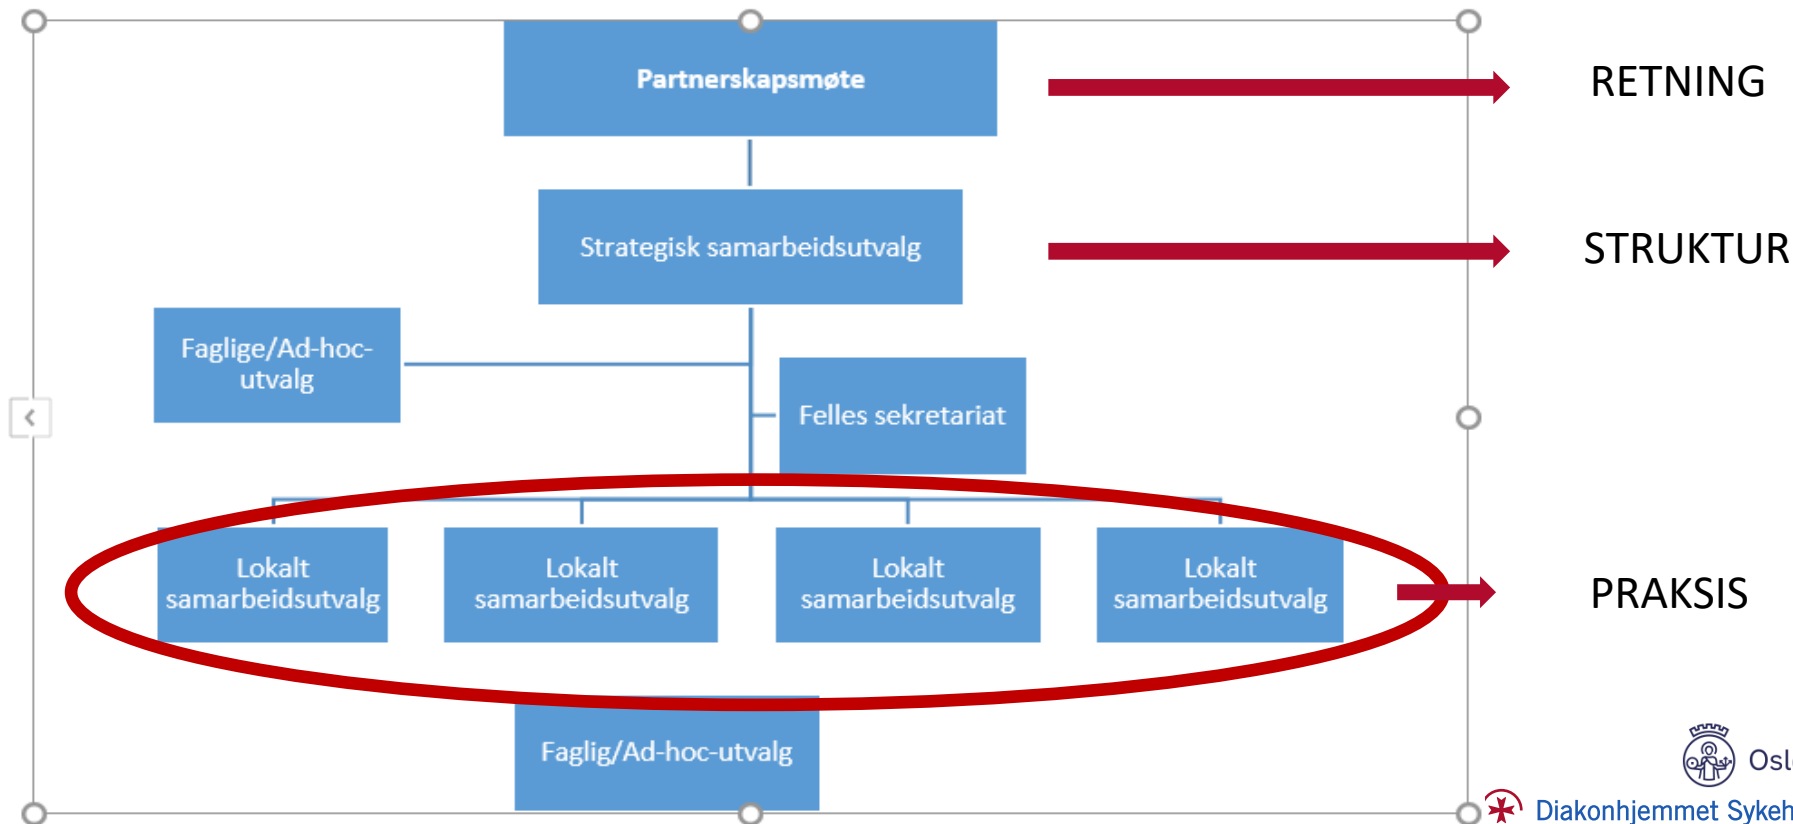 Partnerskapsmøte
RETNING
Strategisk samarbeidsutvalg
STRUKTUR
Faglige/Ad-hoc-
utvalg
Felles sekretariat
Lokalt
samarbeidsutvalg
Lokalt
samarbeidsutvalg
Lokalt
samarbeidsutvalg
Lokalt
samarbeidsutvalg
PRAKSIS
Faglig/Ad-hoc-utvalg
Diakonhjemmet